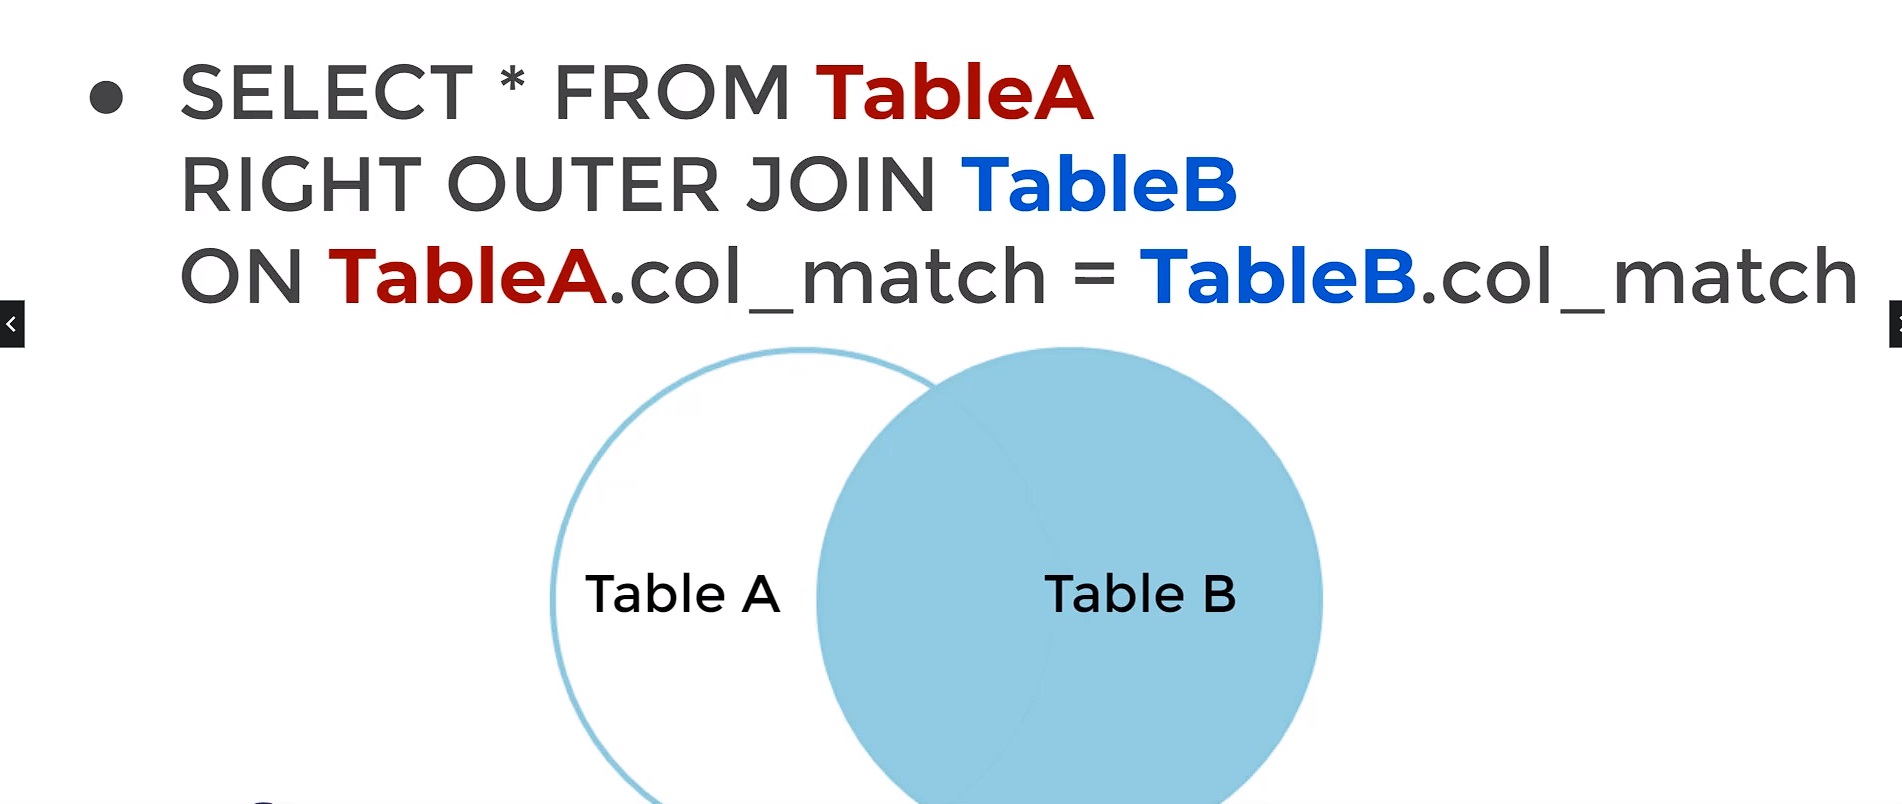 ● SELECT * FROM TableA
RIGHT OUTER JOIN TableB
ON TableA.col_match = TableB.col_match
Table A
Table B